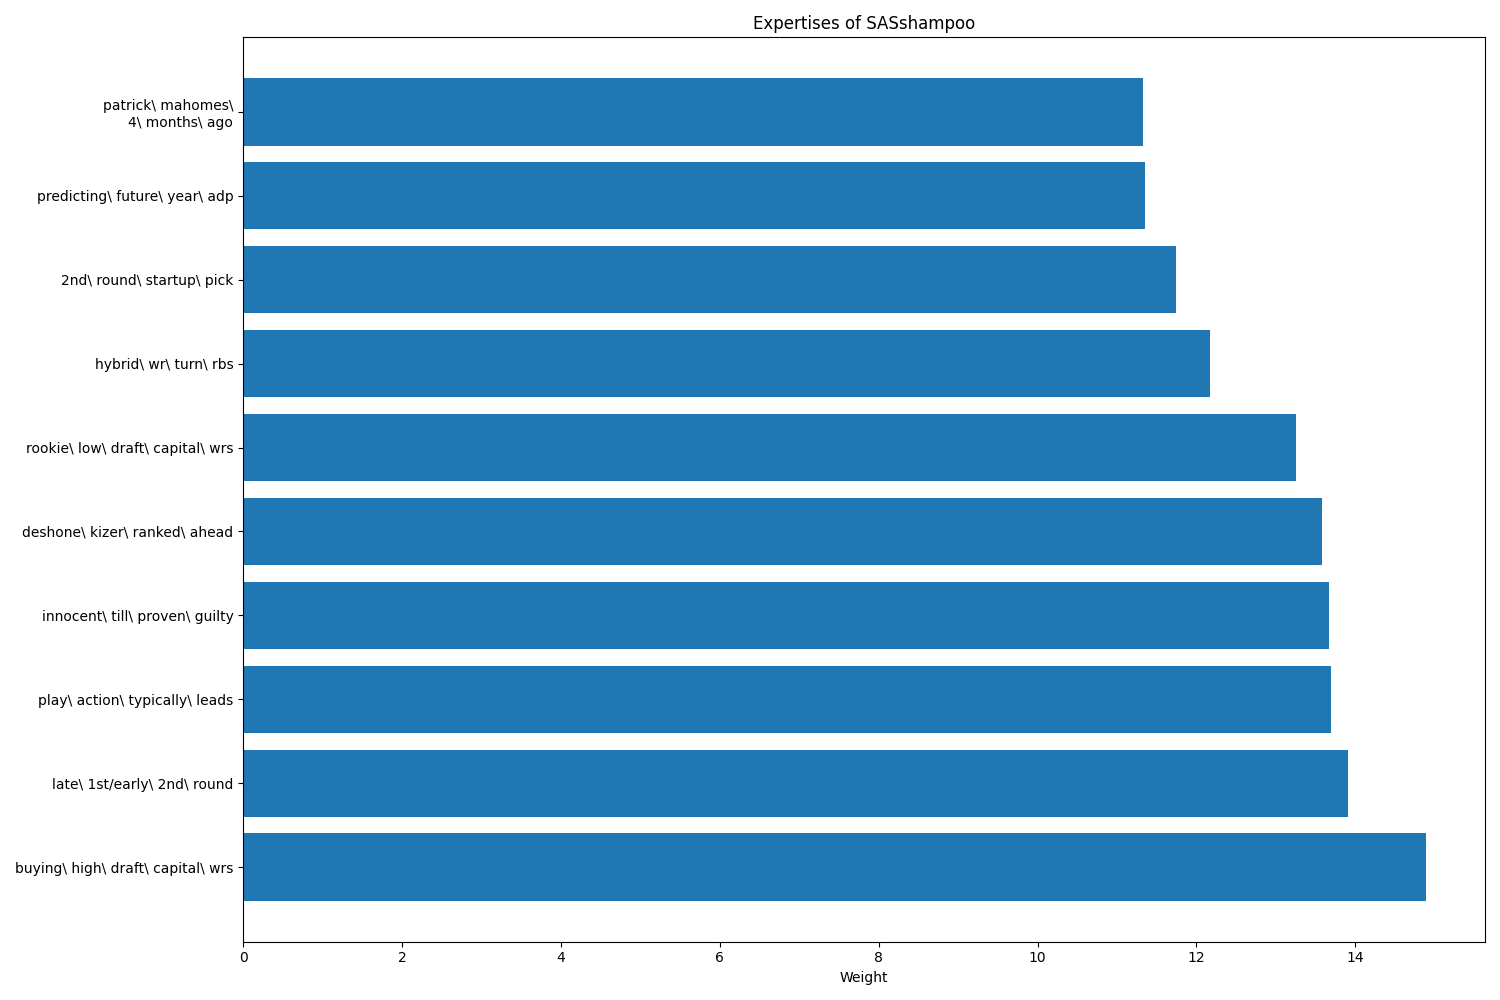 Expertises of SASshampoo
patrick\ mahomes\
4\ months\ ago
predicting\ future\ year\ adp
2nd\ round\ startup\ pick
hybrid\ wr\ turn\ rbs
rookie\ low\ draft\ capital\ wrs
deshone\ kizer\ ranked\ ahead
innocent\ till\ proven\ guilty
play\ action\ typically\ leads
late\ 1st/early\ 2nd\ round
buying\ high\ draft\ capital\ wrs
0 2 4 6 8 10 12 14
Weight